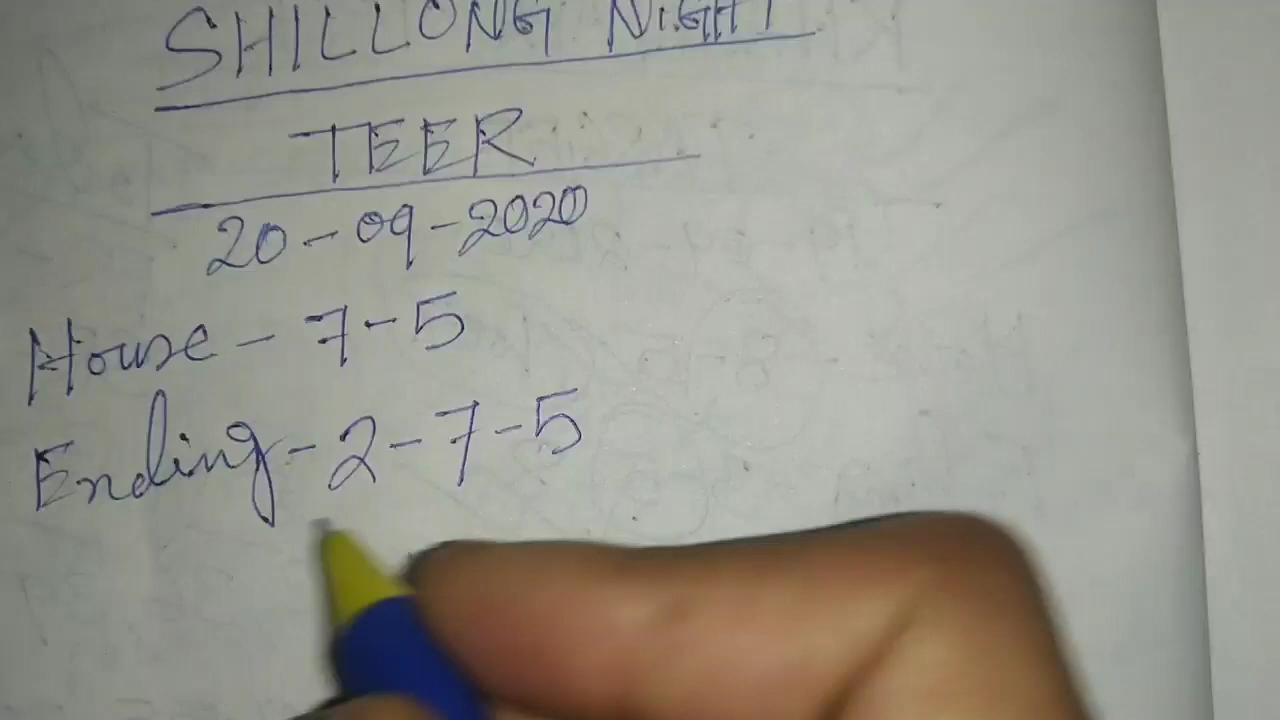 SHILLONG NIGHT
TEER
20-09-2020
House - 7-5
Ending - 2-7-5